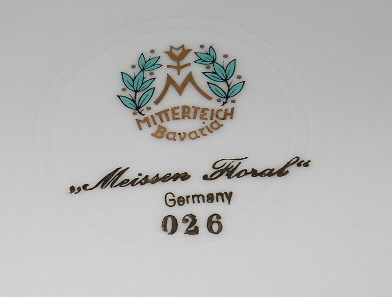 M
MITTERTEICH
Bavaria
„Meissen Floral“
Germany
026